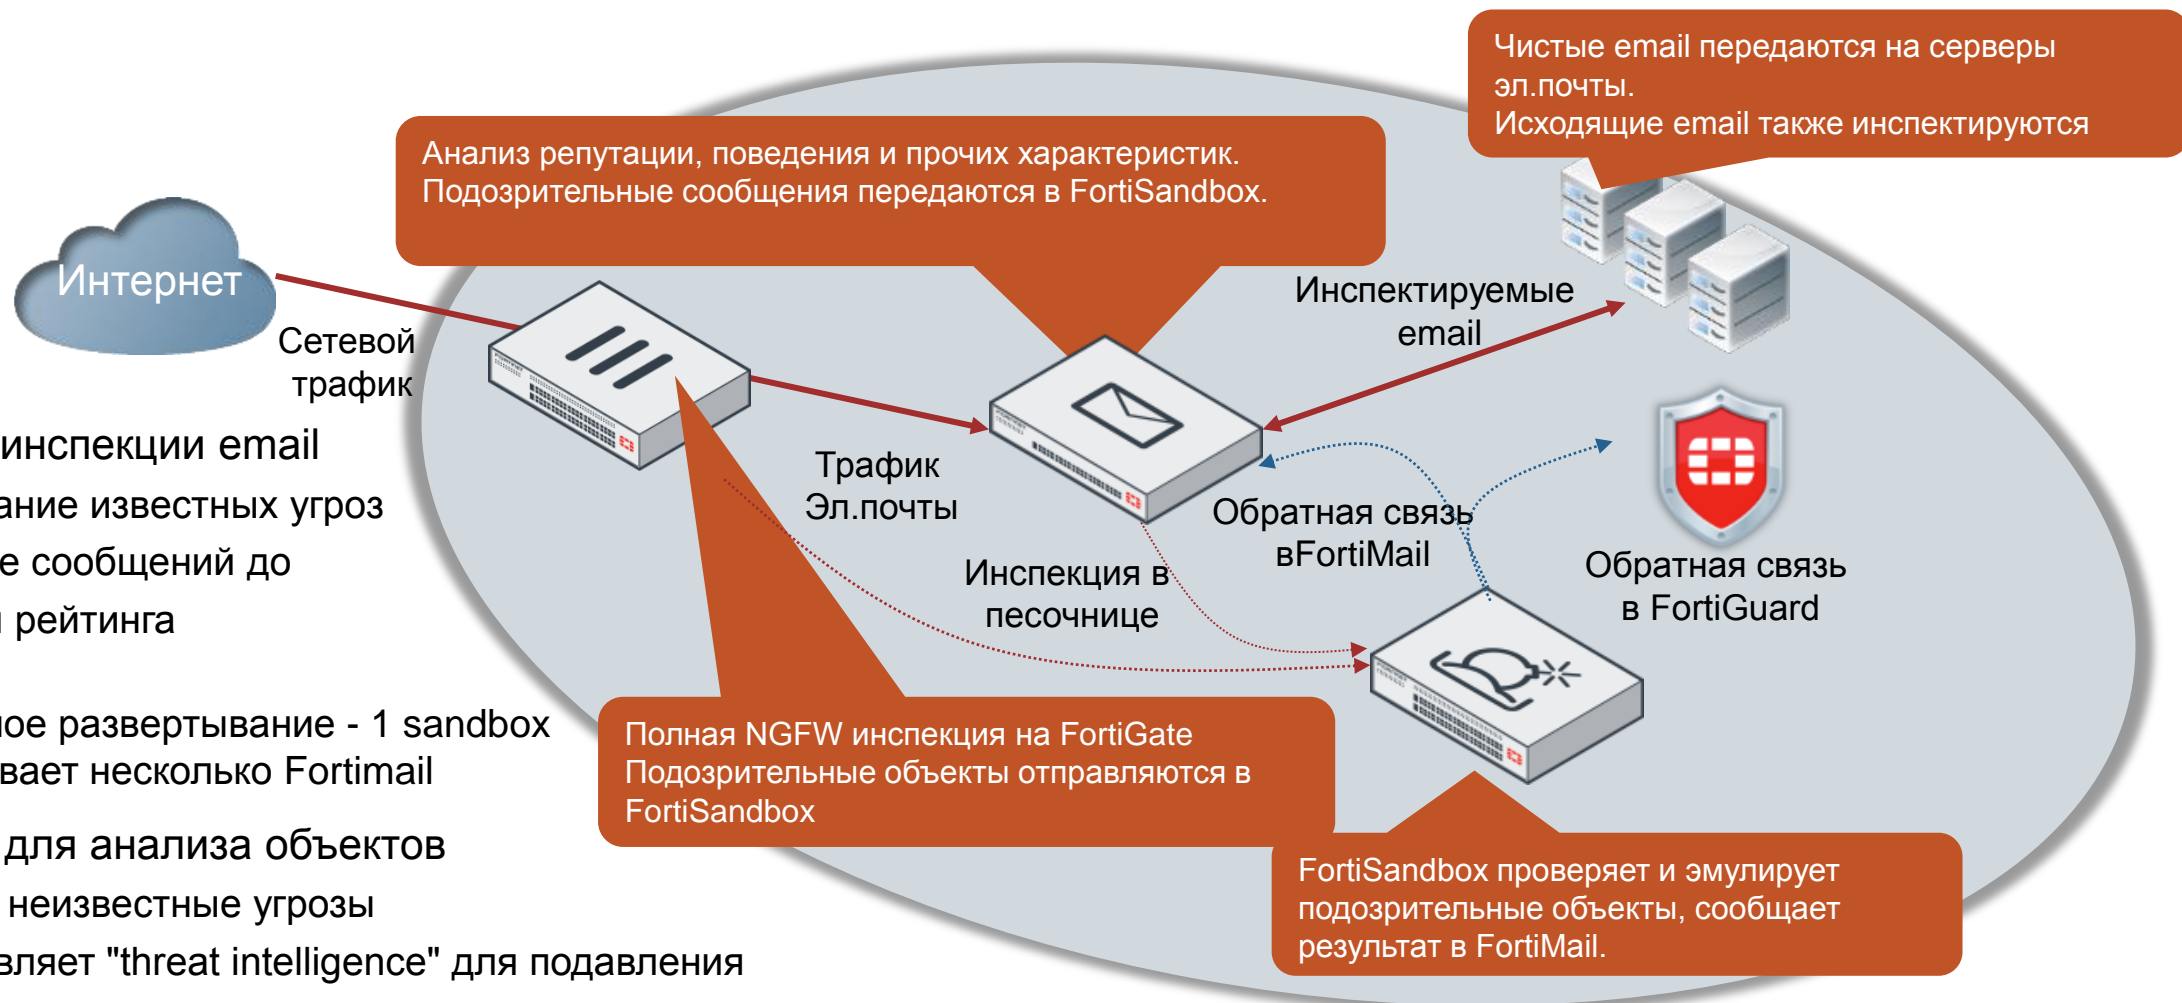 Чистые email передаются на серверы
эл.почты.
Исходящие email также инспектируются
Анализ репутации, поведения и прочих характеристик.
Подозрительные сообщения передаются в FortiSandbox.
Интернет
Сетевой
трафик
Инспектируемые
email
Трафик
Эл.почты
Обратная связь
вFortiMail
Обратная связь
в FortiGuard
Инспекция в
песочнице
инспекции email
ание известных угроз
е сообщений до
рейтинга
ое развертывание - 1 sandbox
вает несколько Fortimail
для анализа объектов
неизвестные угрозы
вляет "threat intelligence" для подавления
Полная NGFW инспекция на FortiGate
Подозрительные объекты отправляются в
FortiSandbox
FortiSandbox проверяет и эмулирует
подозрительные объекты, сообщает
результат в FortiMail.